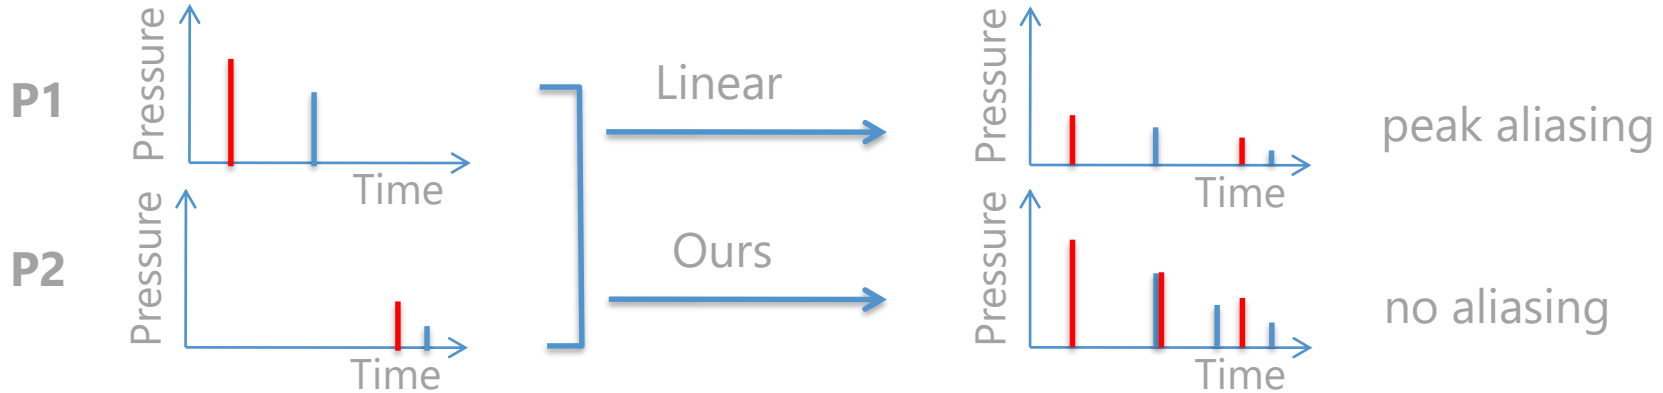 P1
Pressure
Time
Linear
Pressure
Time
peak aliasing
P2
Pressure
Time
Ours
Pressure
Time
no aliasing